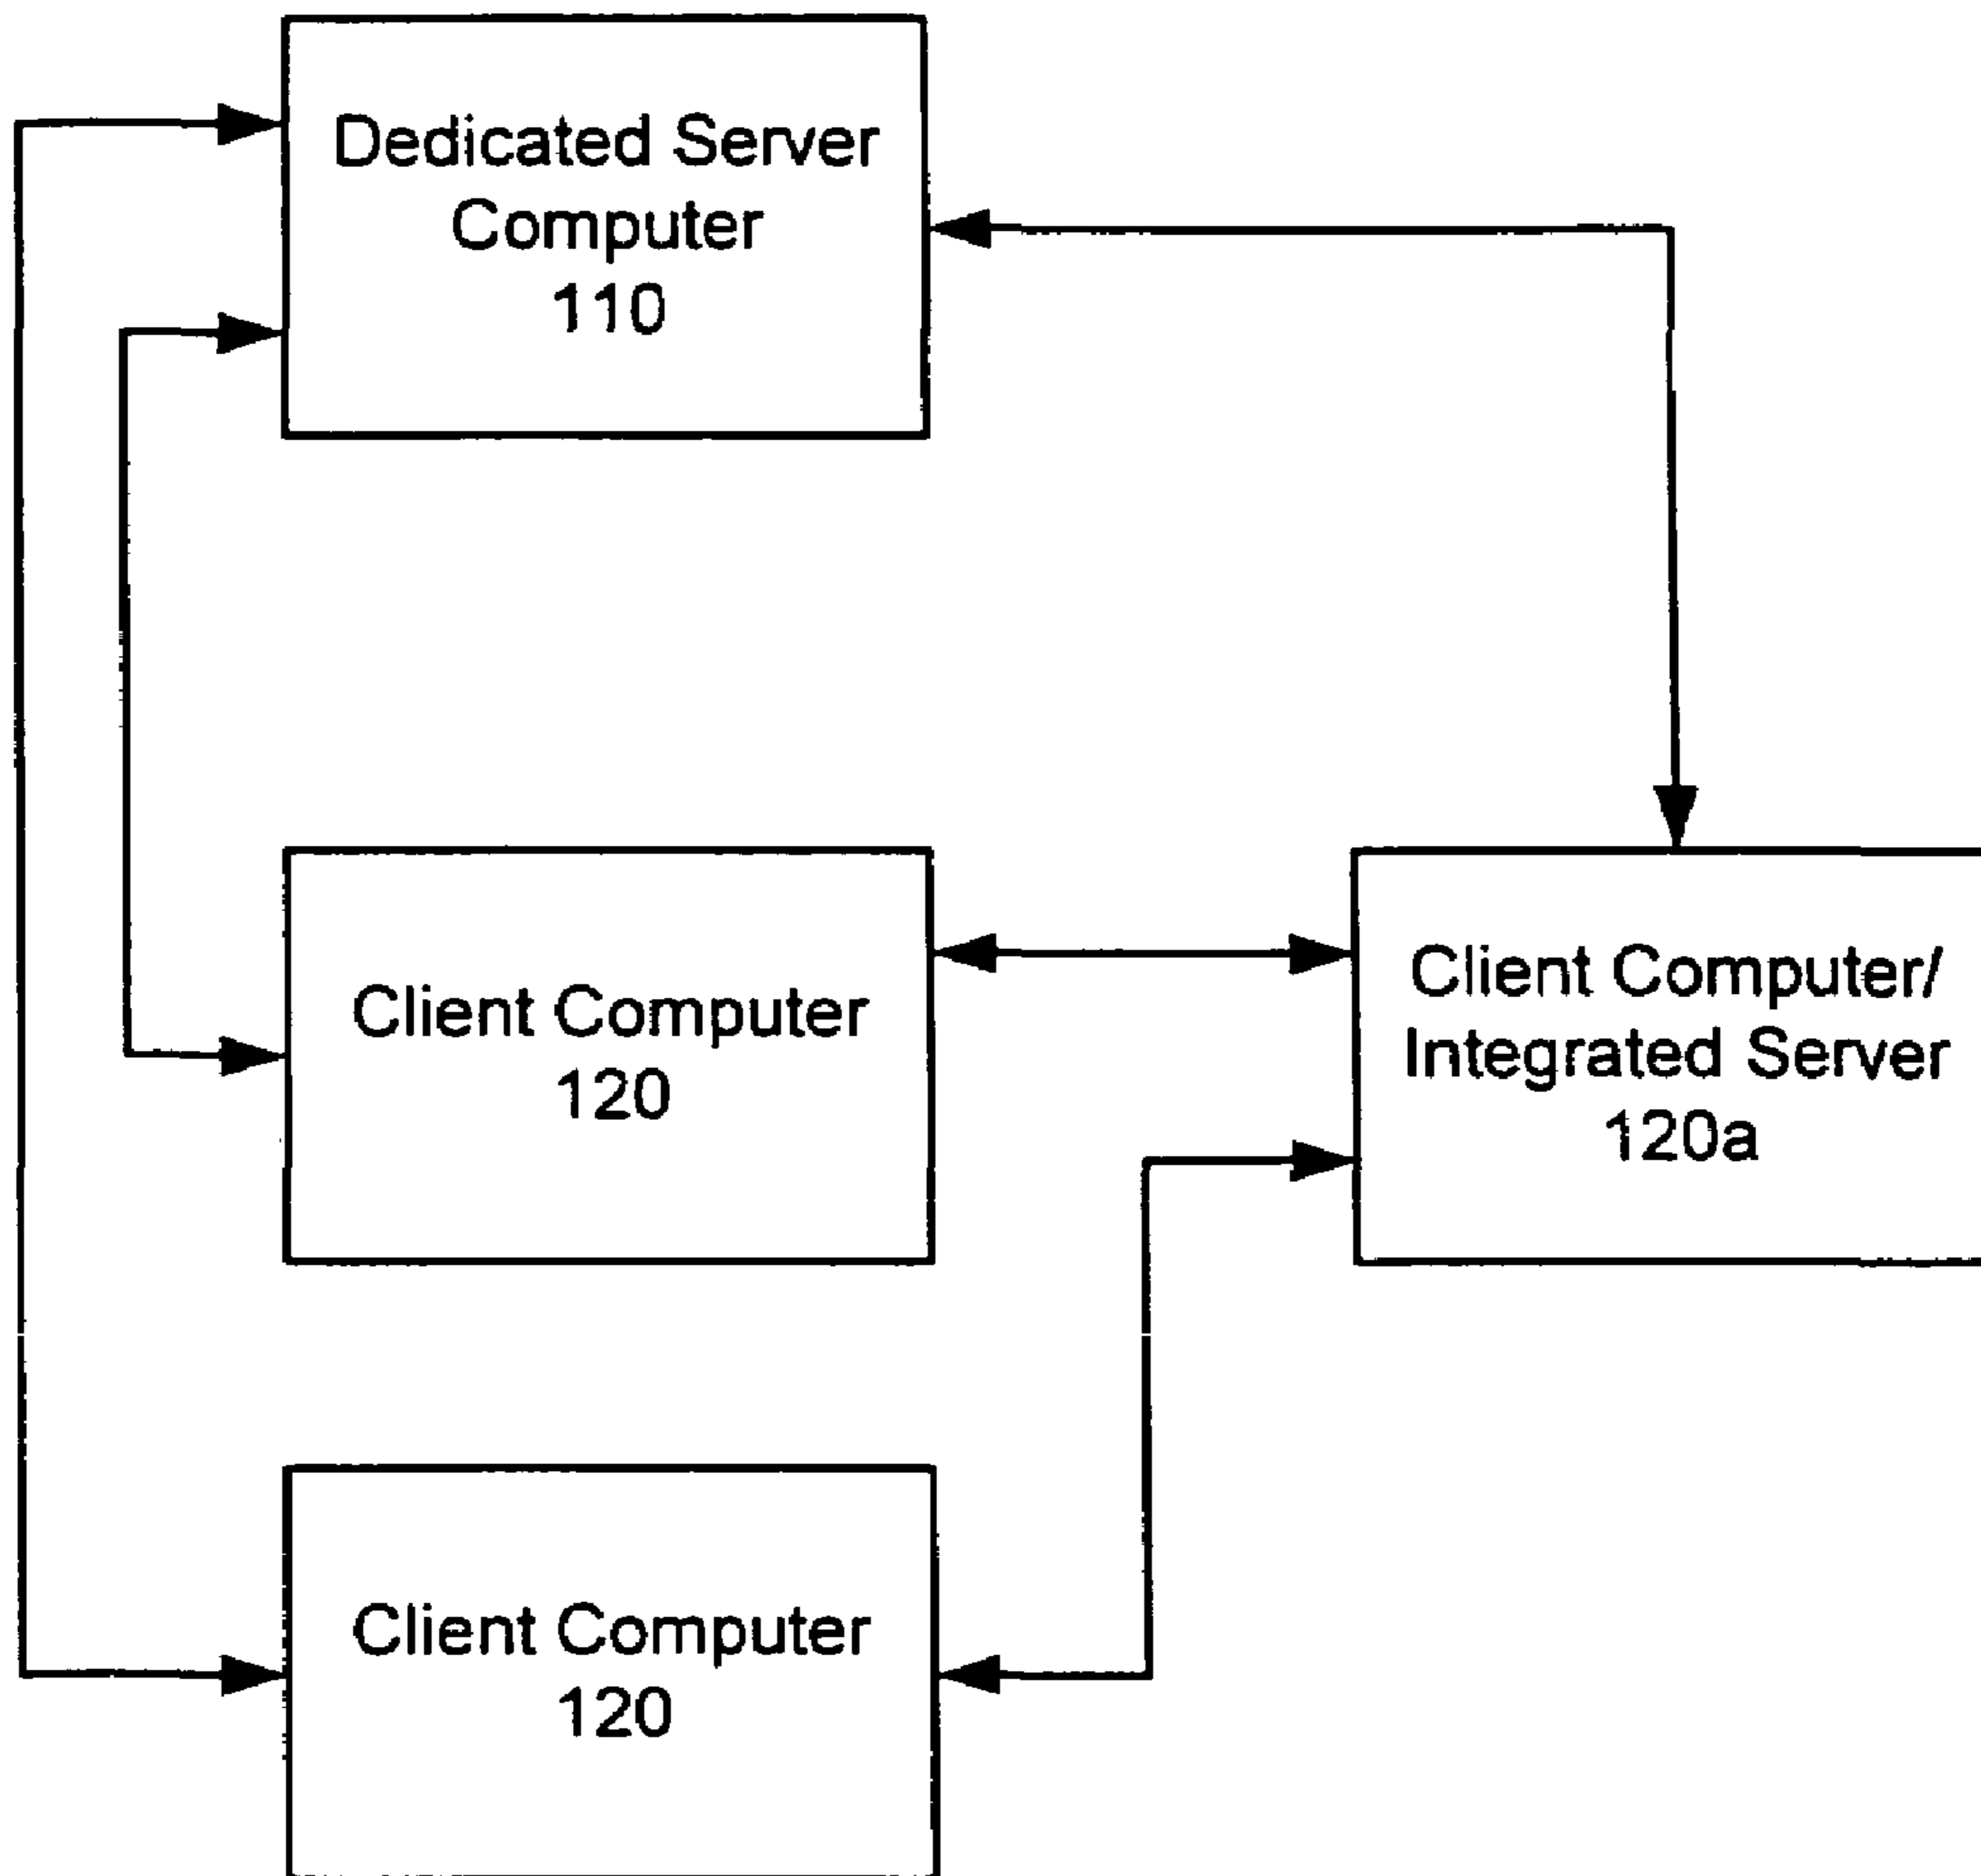 Dedicated Server
Computer
110
Client Computer
120
Client Computer/
Integrated Server
120a
Client Computer
120